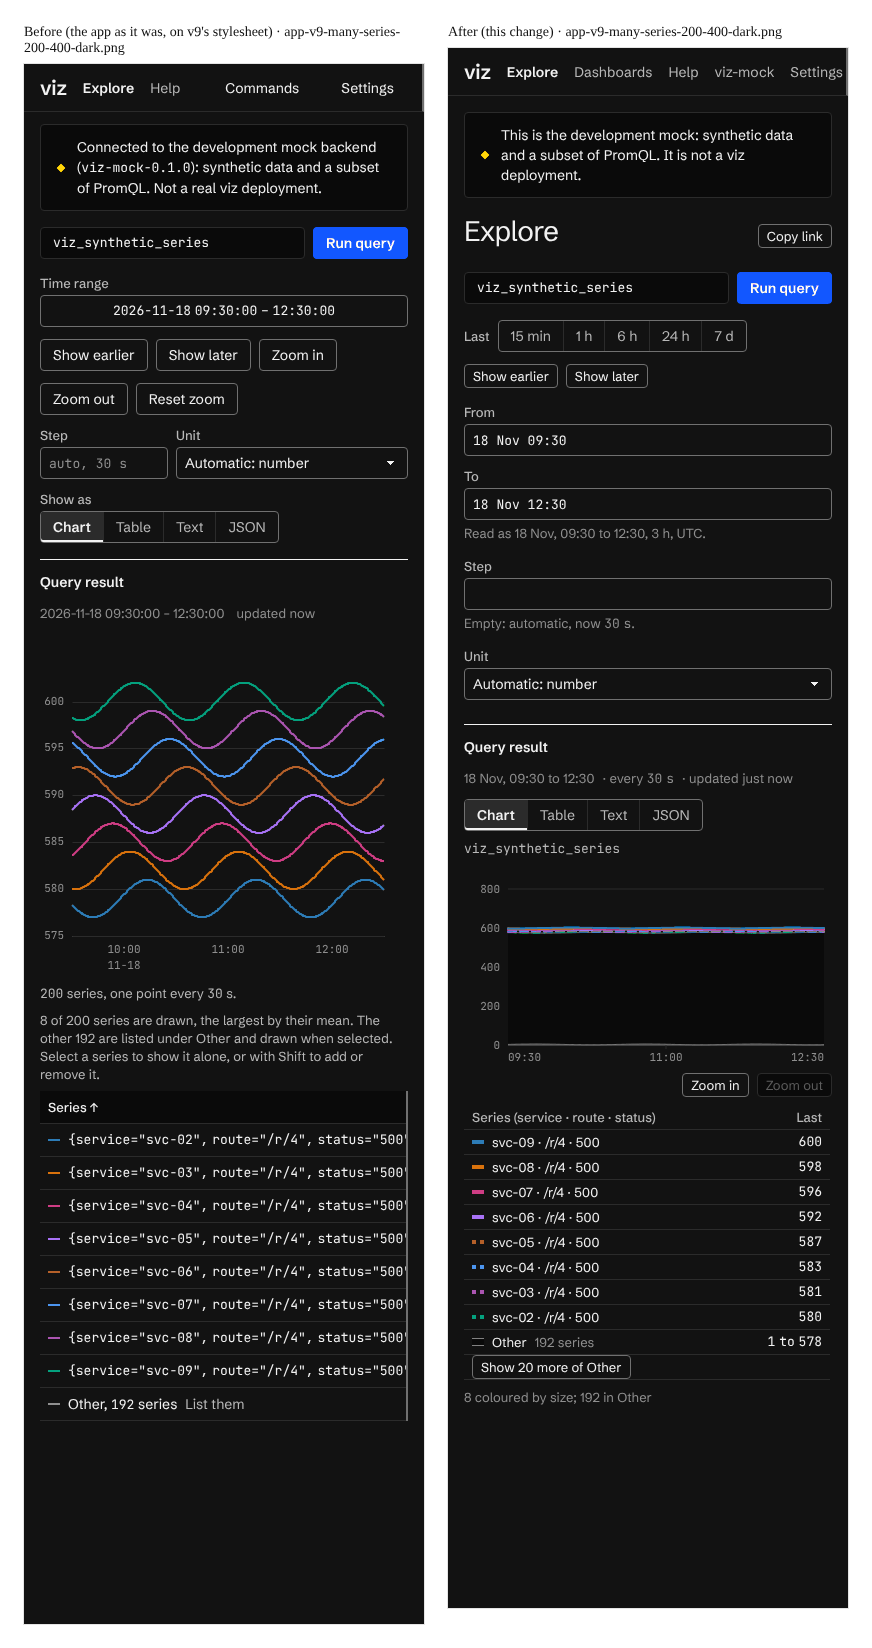 Before (the app as it was, on v9's stylesheet) · app-v9-many-series-
200-400-dark.png
viz Explore Help Commands Settings
Connected to the development mock backend
(viz-mock-0.1.0): synthetic data and a subset
of PromQL. Not a real viz deployment.
viz_synthetic_series Run query
Time range
2026-11-18 09:30:00 – 12:30:00
Show earlier Show later Zoom in
Zoom out Reset zoom
Step Unit
auto, 30 s Automatic: number
Show as
Chart Table Text JSON
Query result
2026-11-18 09:30:00 – 12:30:00 updated now
600
595
590
585
580
575
10:00 11:00 12:00
11-18
200 series, one point every 30 s.
8 of 200 series are drawn, the largest by their mean. The
other 192 are listed under Other and drawn when selected.
Select a series to show it alone, or with Shift to add or
remove it.
Series ↑
{service="svc-02", route="/r/4", status="500"
{service="svc-03", route="/r/4", status="500"
{service="svc-04", route="/r/4", status="500"
{service="svc-05", route="/r/4", status="500"
{service="svc-06", route="/r/4", status="500"
{service="svc-07", route="/r/4", status="500"
{service="svc-08", route="/r/4", status="500"
{service="svc-09", route="/r/4", status="500"
Other, 192 series List them
After (this change) · app-v9-many-series-200-400-dark.png
viz Explore Dashboards Help viz-mock Settings
This is the development mock: synthetic data
and a subset of PromQL. It is not a viz
deployment.
Explore Copy link
viz_synthetic_series Run query
Last 15 min 1 h 6 h 24 h 7 d
Show earlier Show later
From
18 Nov 09:30
To
18 Nov 12:30
Read as 18 Nov, 09:30 to 12:30, 3 h, UTC.
Step
Empty: automatic, now 30 s.
Unit
Automatic: number
Query result
18 Nov, 09:30 to 12:30 · every 30 s · updated just now
Chart Table Text JSON
viz_synthetic_series
800
600
400
200
0
09:30 11:00 12:30
Zoom in Zoom out
Series (service · route · status) Last
svc-09 · /r/4 · 500 600
svc-08 · /r/4 · 500 598
svc-07 · /r/4 · 500 596
svc-06 · /r/4 · 500 592
svc-05 · /r/4 · 500 587
svc-04 · /r/4 · 500 583
svc-03 · /r/4 · 500 581
svc-02 · /r/4 · 500 580
Other 192 series 1 to 578
Show 20 more of Other
8 coloured by size; 192 in Other